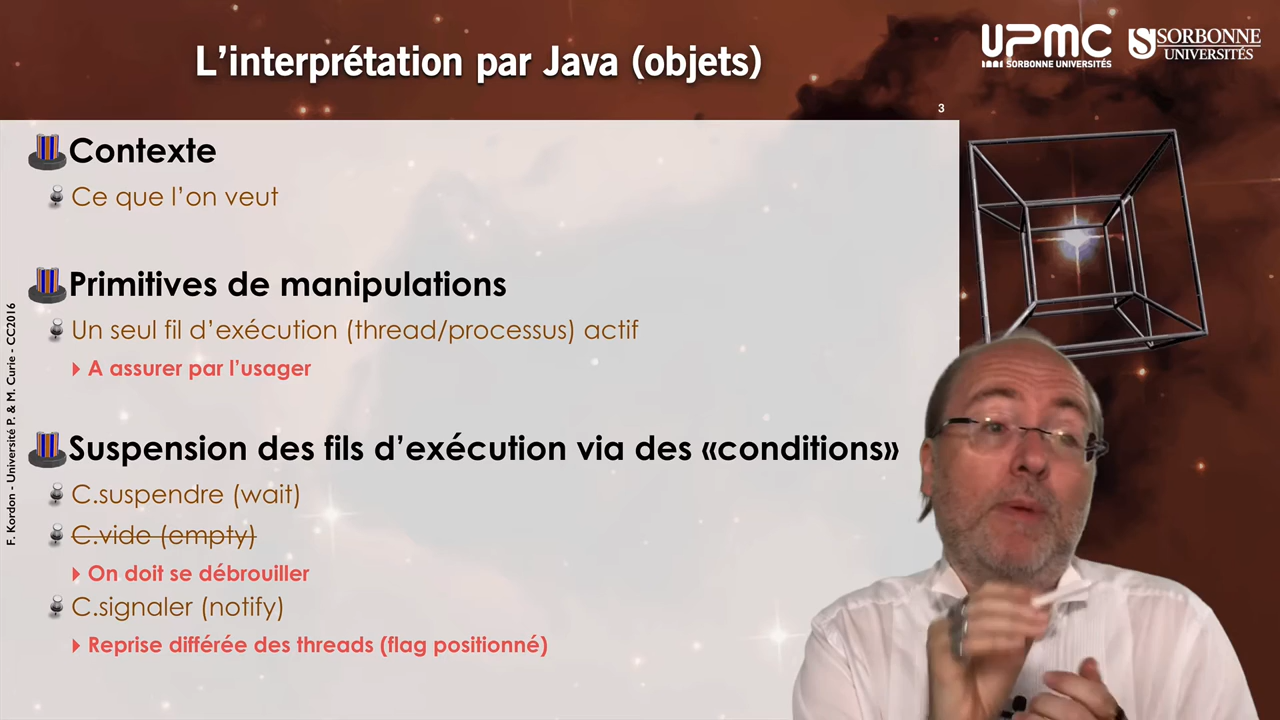 L'interprétation par Java (objets)
UPMC
SORBONNE UNIVERSITÉS
SORBONNE
UNIVERSITÉS
3
Contexte
Ce que l'on veut
Primitives de manipulations
Un seul fil d'exécution (thread/processus) actif
A assurer par l'usager
Suspension des fils d'exécution via des «conditions»
C.suspendre (wait)
C.vide (empty)
On doit se débrouiller
C.signaler (notify)
Reprise différée des threads (flag positionné)
F. Kordon - Université P. & M. Curie - CC2016